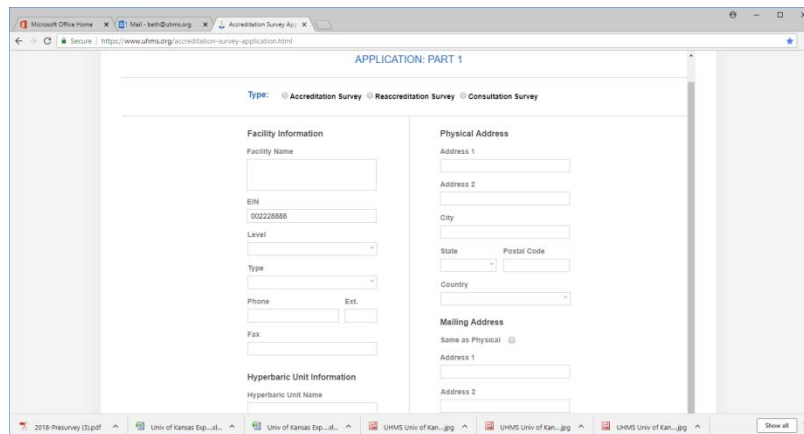 Microsoft Office Home
Mail - beth@uhms.org
Accreditation Survey App
Secure | https://www.uhms.org/accreditation-survey-application.html
APPLICATION: PART 1
Type: Accreditation Survey Reaccreditation Survey Consultation Survey
Facility Information
Facility Name
EIN
002228888
Level
Type
Phone Ext.
Fax
Hyperbaric Unit Information
Hyperbaric Unit Name
Physical Address
Address 1
Address 2
City
State Postal Code
Country
Mailing Address
Same as Physical
Address 1
Address 2
2018-Presurvey (3).pdf
Univ of Kansas Exp...xl...
Univ of Kansas Exp...xl...
UHMS Univ of Kan....jpg
UHMS Univ of Kan....jpg
UHMS Univ of Kan....jpg
Show all